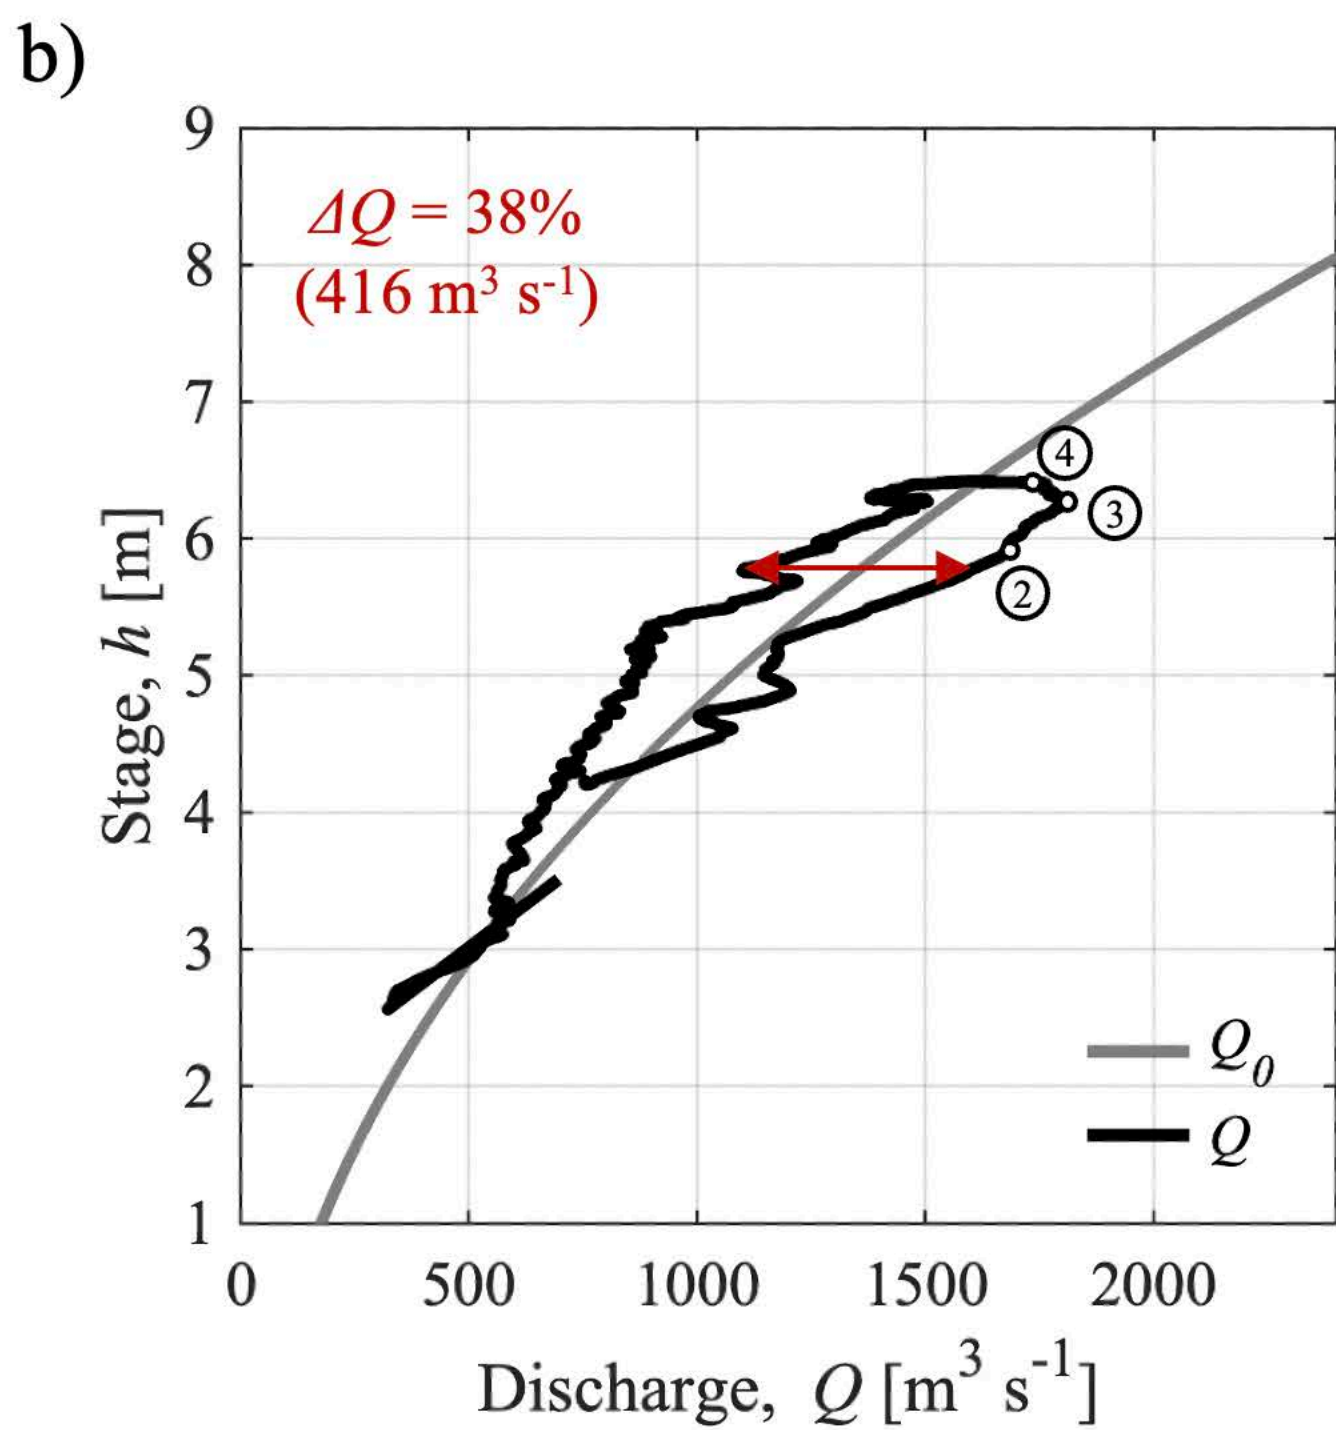 b)
ΔQ = 38%
(416 m³ s⁻¹)
9
8
7
6
5
4
3
2
1
Stage, h [m]
④
③
②
Q₀
Q
0 500 1000 1500 2000
Discharge, Q [m³ s⁻¹]